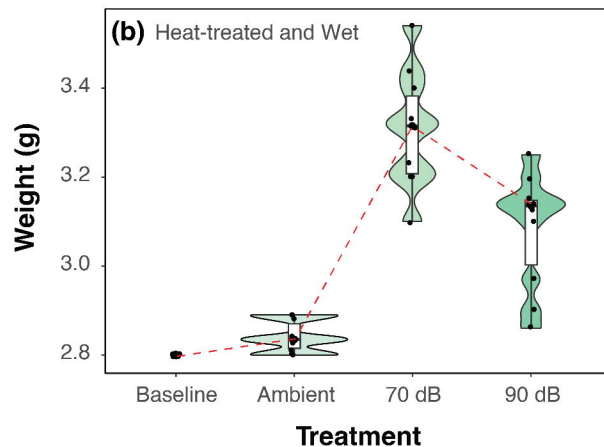 (b) Heat-treated and Wet
Weight (g)
3.4
3.2
3.0
2.8
Baseline Ambient 70 dB 90 dB
Treatment